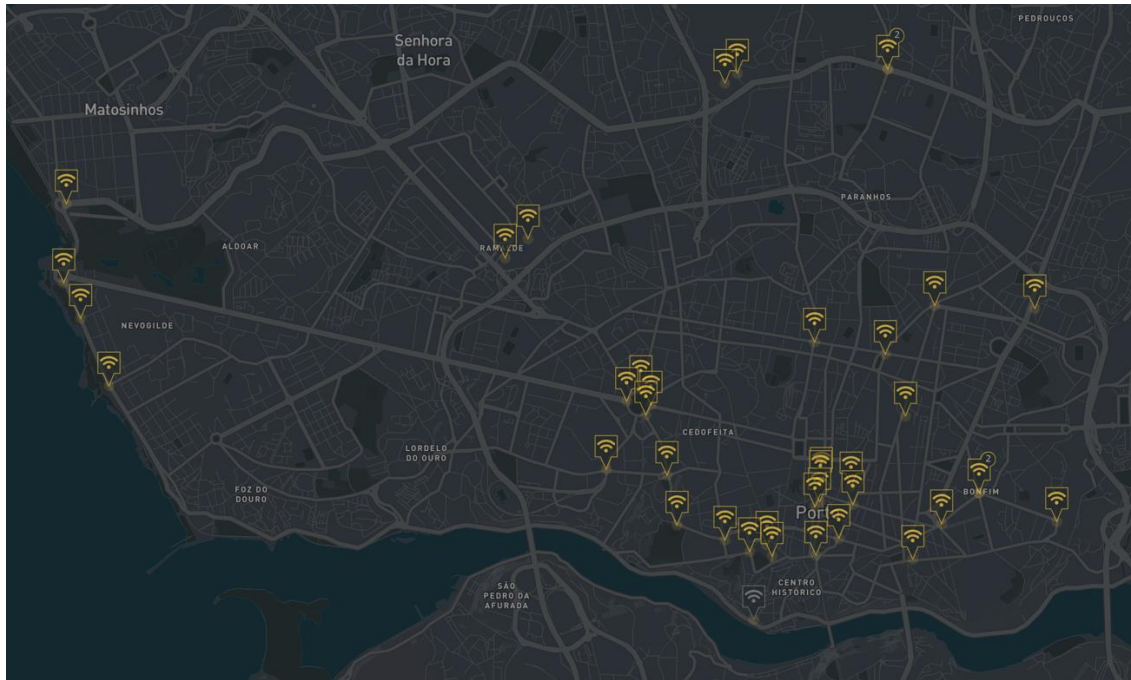 PEDROUÇOS
Senhora
da Hora
2
Matosinhos
PARANHOS
ALDOAR
NEVOGILDE
CEDOFEITA
LORDELO
DO OURO
2
FOZ DO
DOURO
BONFIM
CENTRO
HISTÓRICO
SÃO
PEDRO DA
AFURADA